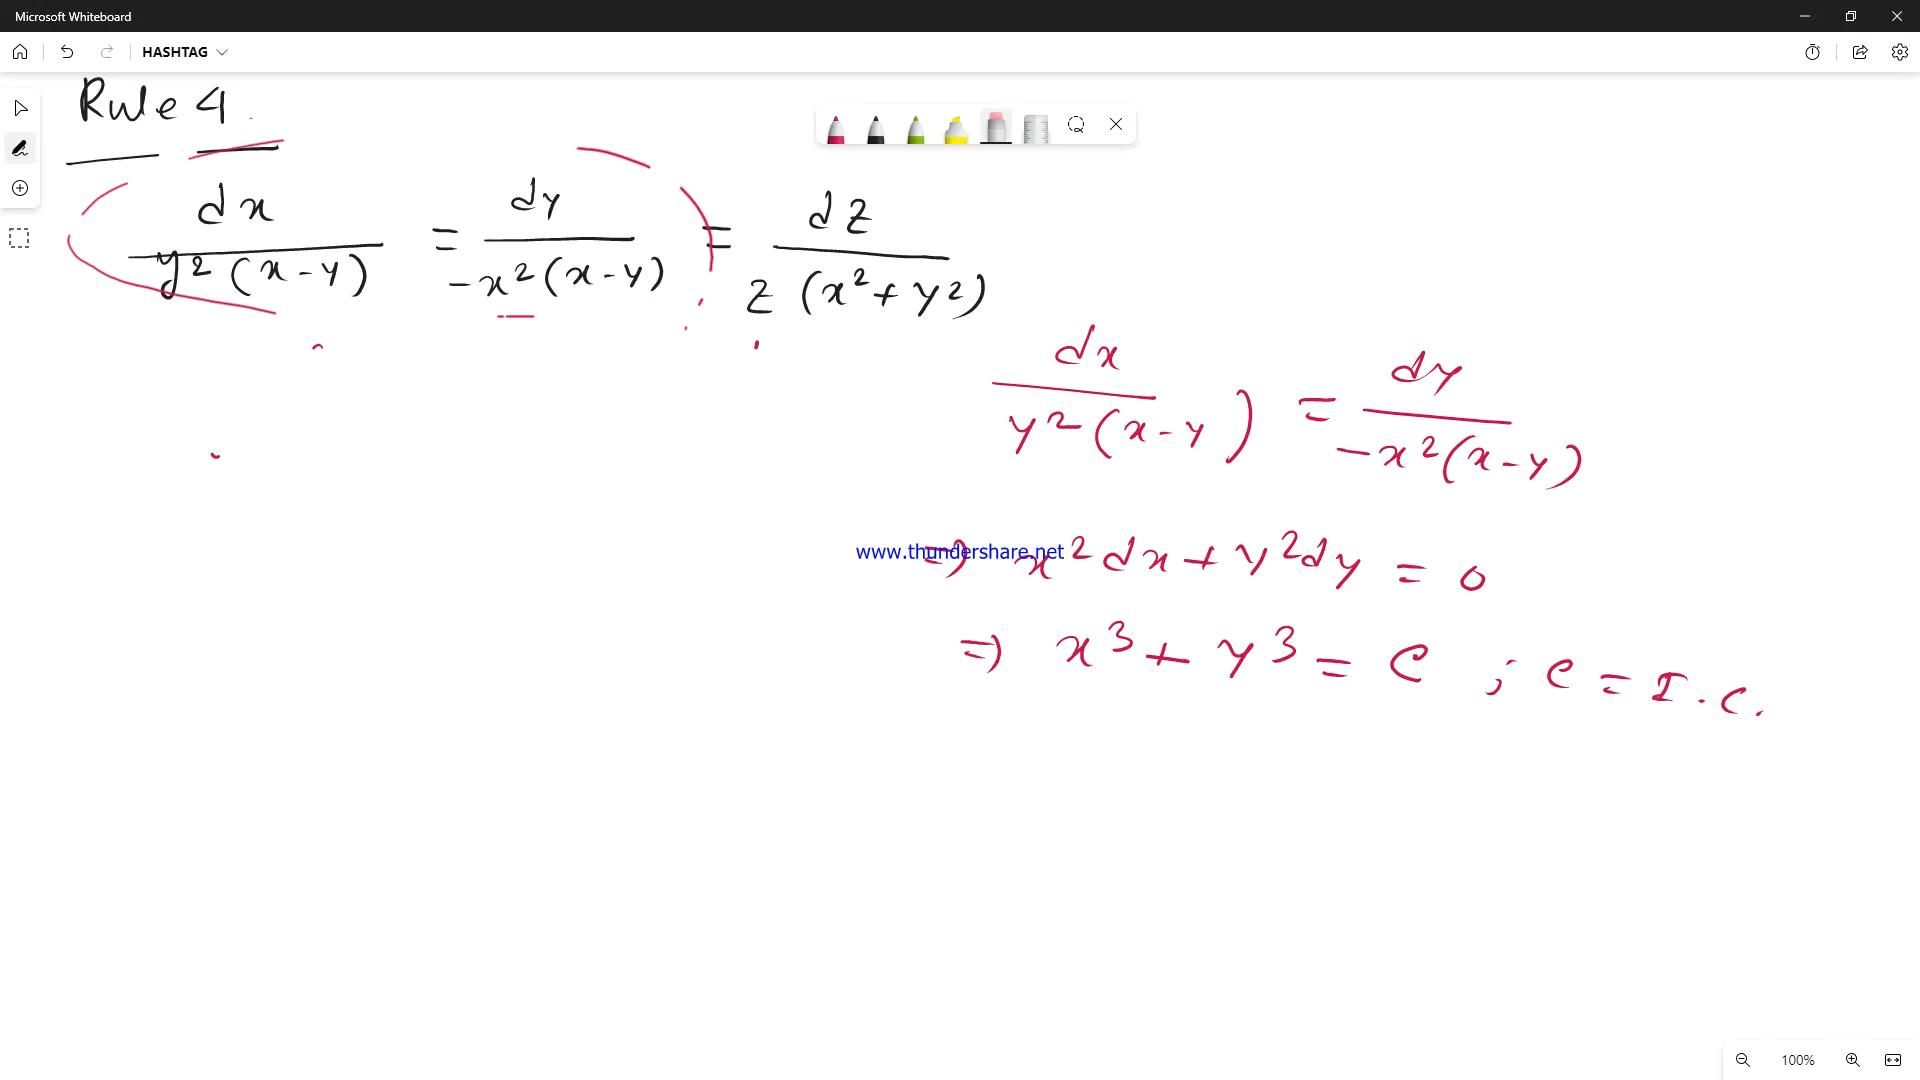 Microsoft Whiteboard
HASHTAG
Rule 4.
dx / y²(x-y) = dy / -x²(x-y) = dz / z(x²+y²)
dx / y²(x-y) = dy / -x²(x-y)
www.thundershare.net
⇒ x²dx + y²dy = 0
⇒ x³ + y³ = C ; C = I.C.
100%